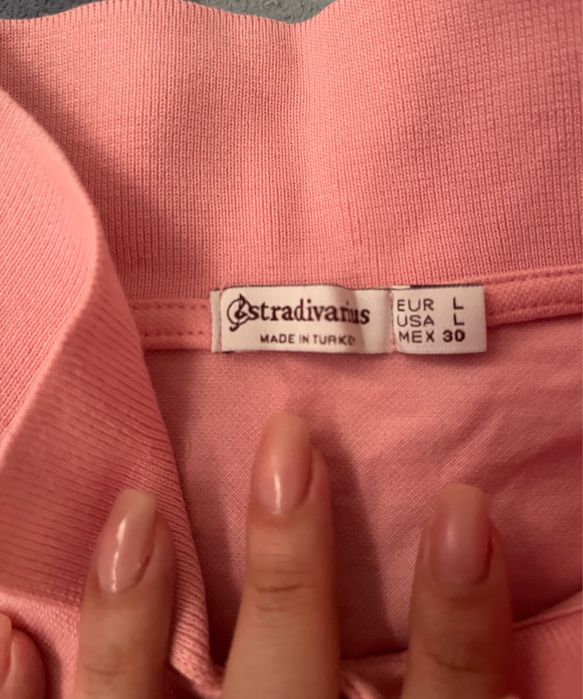 stradivarius
MADE IN TURKEY
EUR L
USA L
MEX 30